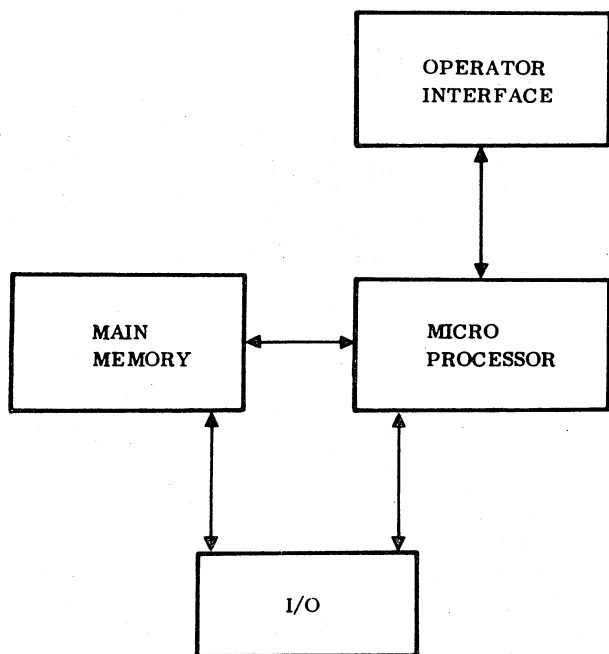 OPERATOR
INTERFACE
MAIN
MEMORY
MICRO
PROCESSOR
I/O